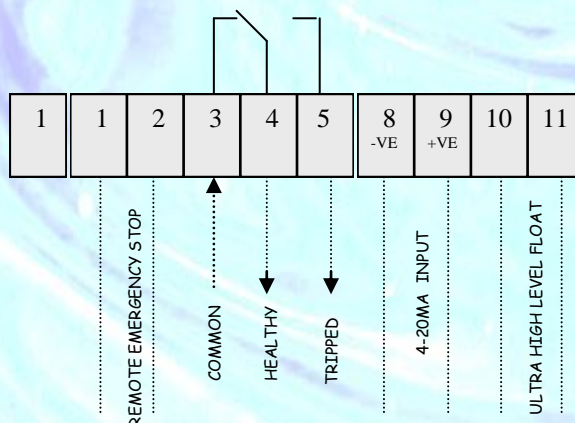 1 1 2 3 4 5 8 9 10 11
-VE +VE
REMOTE EMERGENCY STOP
COMMON
HEALTHY
TRIPPED
4-20MA INPUT
ULTRA HIGH LEVEL FLOAT